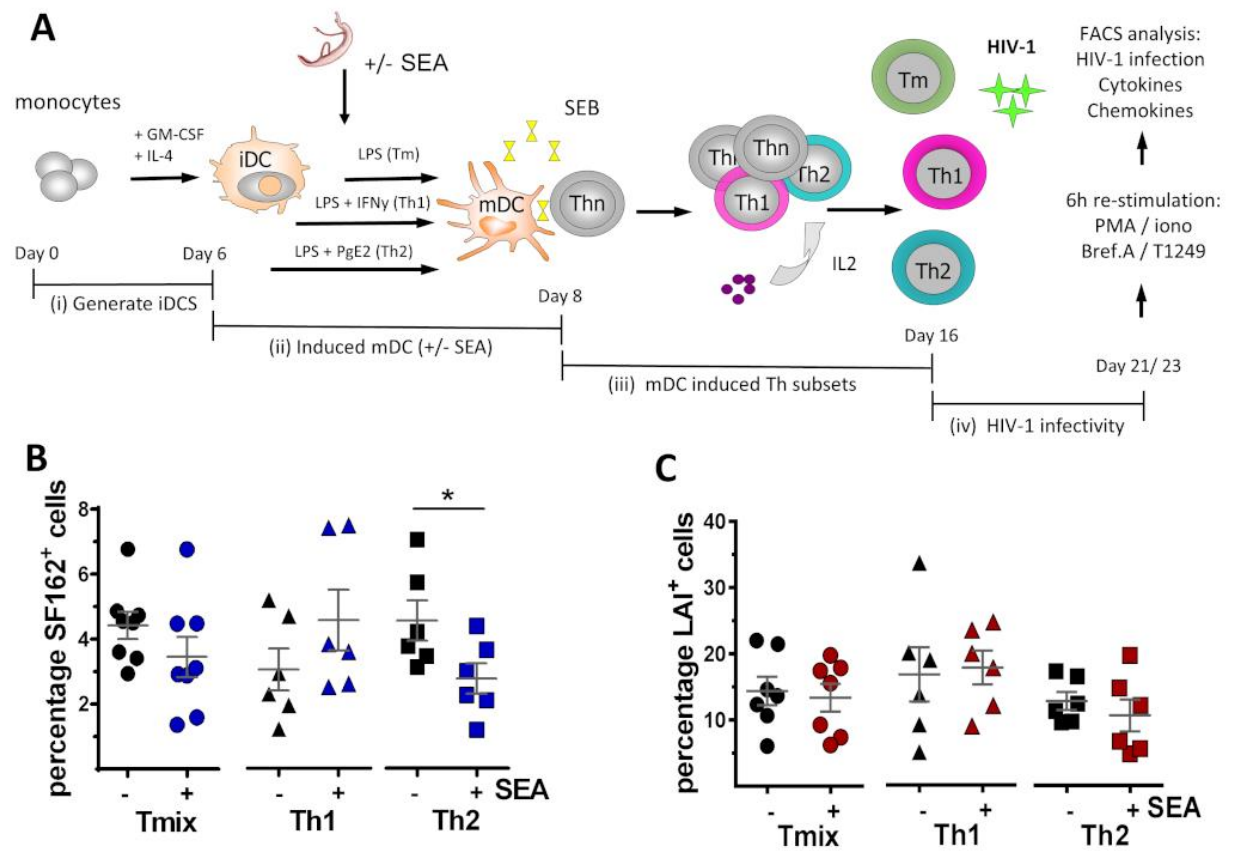 A
+/- SEA
HIV-1
FACS analysis:
HIV-1 infection
Cytokines
Chemokines
monocytes
+ GM-CSF
+ IL-4
iDC
LPS (Tm)
LPS + IFNy (Th1)
LPS + PgE2 (Th2)
SEB
mDC
Thn
Thn
Th2
Th1
IL2
Tm
Th1
Th2
6h re-stimulation:
PMA / iono
Bref.A / T1249
Day 0
Day 6
Day 8
Day 16
Day 21/ 23
(i) Generate iDCS
(ii) Induced mDC (+/- SEA)
(iii) mDC induced Th subsets
(iv) HIV-1 infectivity
B
percentage SF162+ cells
8
6
4
2
*
- + - + - + SEA
Tmix Th1 Th2
C
percentage LAI+ cells
40
30
20
10
- + - + - + SEA
Tmix Th1 Th2